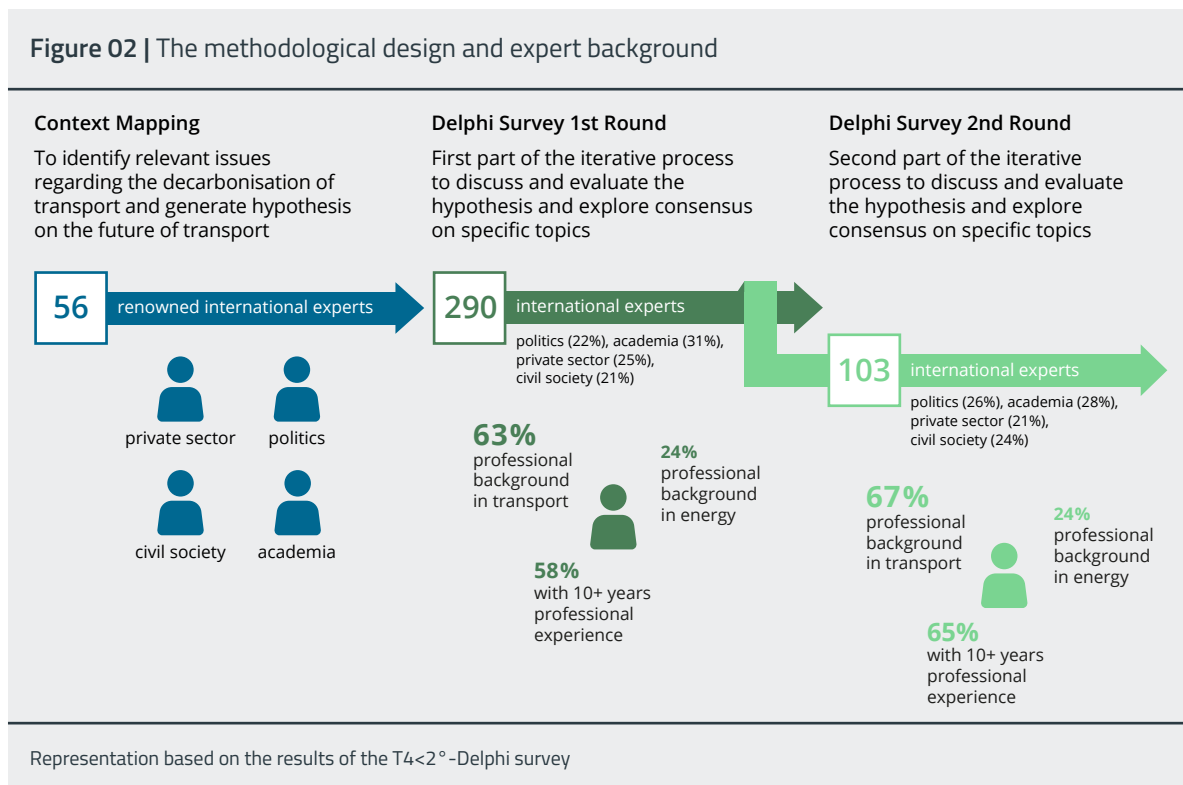 Figure 02 | The methodological design and expert background
Context Mapping
To identify relevant issues
regarding the decarbonisation of
transport and generate hypothesis
on the future of transport
56
renowned international experts
private sector
politics
civil society
academia
Delphi Survey 1st Round
First part of the iterative process
to discuss and evaluate the
hypothesis and explore consensus
on specific topics
290
international experts
politics (22%), academia (31%),
private sector (25%),
civil society (21%)
63%
professional
background
in transport
24%
professional
background
in energy
58%
with 10+ years
professional
experience
Delphi Survey 2nd Round
Second part of the iterative
process to discuss and evaluate
the hypothesis and explore
consensus on specific topics
103
international experts
politics (26%), academia (28%),
private sector (21%),
civil society (24%)
67%
professional
background
in transport
24%
professional
background
in energy
65%
with 10+ years
professional
experience
Representation based on the results of the T4<2°-Delphi survey